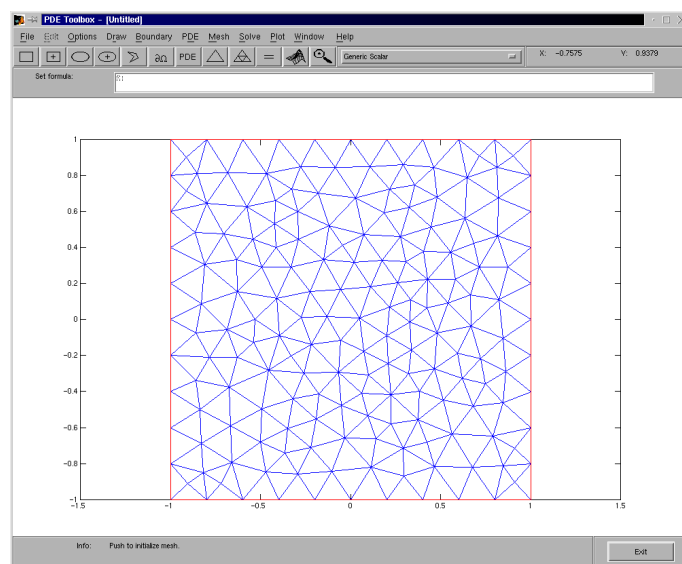 PDE Toolbox - [Untitled]
File Edit Options Draw Boundary PDE Mesh Solve Plot Window Help
∂Ω PDE = Generic Scalar X: -0.7575 Y: 0.9379
Set formula:
1
0.8
0.6
0.4
0.2
0
-0.2
-0.4
-0.6
-0.8
-1
-1.5 -1 -0.5 0 0.5 1 1.5
Info: Push to initialize mesh.
Exit